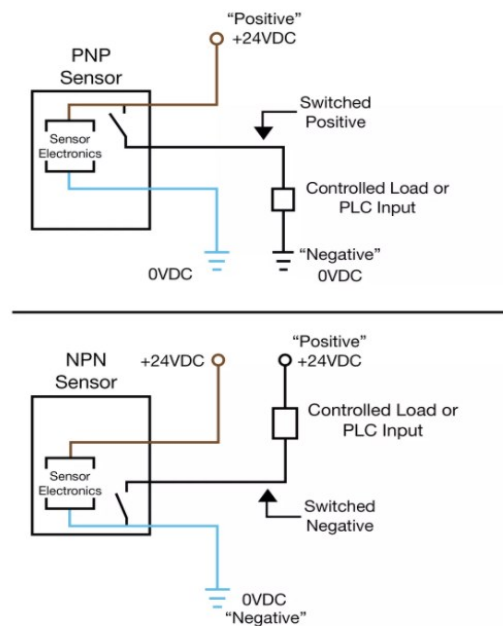 “Positive”
+24VDC
PNP
Sensor
Switched
Positive
Sensor
Electronics
Controlled Load or
PLC Input
0VDC
“Negative”
0VDC
NPN
Sensor
+24VDC
“Positive”
+24VDC
Controlled Load or
PLC Input
Sensor
Electronics
Switched
Negative
0VDC
“Negative”